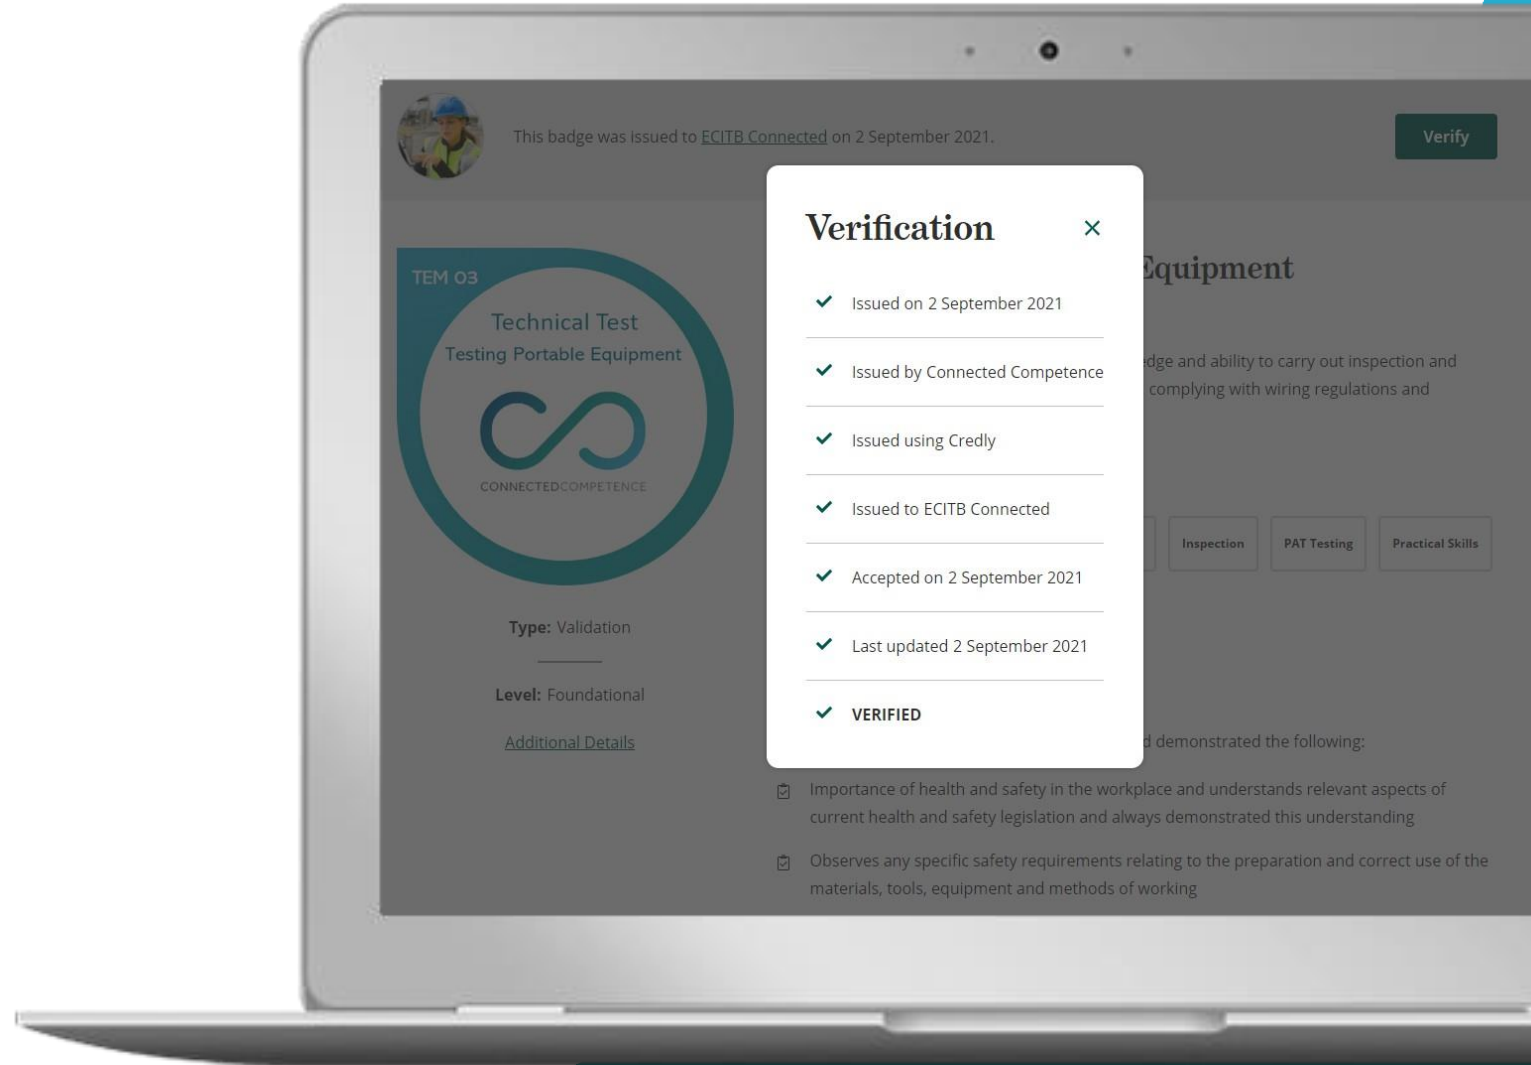 This badge was issued to ECITB Connected on 2 September 2021.
Verify
TEM 03
Technical Test
Testing Portable Equipment
CONNECTEDCOMPETENCE
Type: Validation
Level: Foundational
Additional Details
Verification
Issued on 2 September 2021
Issued by Connected Competence
Issued using Credly
Issued to ECITB Connected
Accepted on 2 September 2021
Last updated 2 September 2021
VERIFIED
Equipment
and ability to carry out inspection and
complying with wiring regulations and
Inspection
PAT Testing
Practical Skills
demonstrated the following:
Importance of health and safety in the workplace and understands relevant aspects of
current health and safety legislation and always demonstrated this understanding
Observes any specific safety requirements relating to the preparation and correct use of the
materials, tools, equipment and methods of working